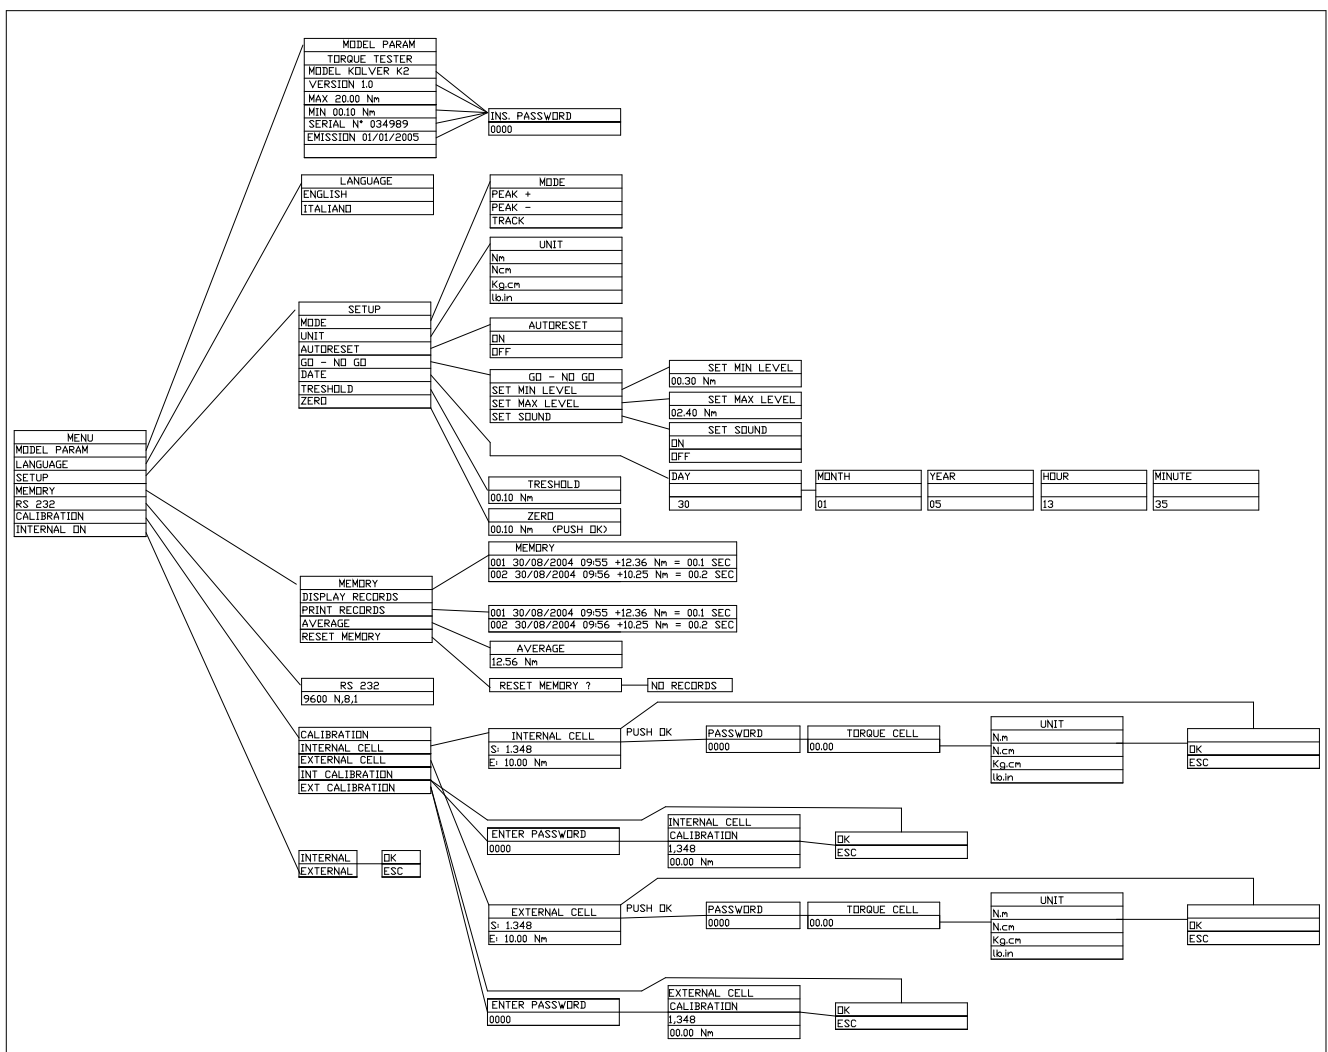 MODEL PARAM
TORQUE TESTER
MODEL KOLVER K2
VERSION 1.0
MAX 20.00 Nm
MIN 00.10 Nm
SERIAL N° 034989
EMISSION 01/01/2005
INS. PASSWORD
0000
LANGUAGE
ENGLISH
ITALIANO
MODE
PEAK +
PEAK -
TRACK
UNIT
Nm
Ncm
Kg.cm
lb.in
SETUP
MODE
UNIT
AUTORESET
GO - NO GO
DATE
TRESHOLD
ZERO
AUTORESET
ON
OFF
GO - NO GO
SET MIN LEVEL
SET MAX LEVEL
SET SOUND
SET MIN LEVEL
00.30 Nm
SET MAX LEVEL
02.40 Nm
SET SOUND
ON
OFF
MENU
MODEL PARAM
LANGUAGE
SETUP
MEMORY
RS 232
CALIBRATION
INTERNAL ON
DAY
30
MONTH
01
YEAR
05
HOUR
13
MINUTE
35
TRESHOLD
00.10 Nm
ZERO
00.10 Nm (PUSH OK)
MEMORY
001 30/08/2004 09:55 +12.36 Nm = 00.1 SEC
002 30/08/2004 09:56 +10.25 Nm = 00.2 SEC
MEMORY
DISPLAY RECORDS
PRINT RECORDS
AVERAGE
RESET MEMORY
001 30/08/2004 09:55 +12.36 Nm = 00.1 SEC
002 30/08/2004 09:56 +10.25 Nm = 00.2 SEC
AVERAGE
12.56 Nm
RESET MEMORY ?
NO RECORDS
RS 232
9600 N,8,1
CALIBRATION
INTERNAL CELL
EXTERNAL CELL
INT CALIBRATION
EXT CALIBRATION
INTERNAL CELL
S: 1.348
E: 10.00 Nm
PUSH OK
PASSWORD
0000
TORQUE CELL
00.00
UNIT
N.m
N.cm
Kg.cm
lb.in
OK
ESC
ENTER PASSWORD
0000
INTERNAL CELL
CALIBRATION
1,348
00.00 Nm
OK
ESC
INTERNAL
EXTERNAL
OK
ESC
EXTERNAL CELL
S: 1.348
E: 10.00 Nm
PUSH OK
PASSWORD
0000
TORQUE CELL
00.00
UNIT
N.m
N.cm
Kg.cm
lb.in
OK
ESC
ENTER PASSWORD
0000
EXTERNAL CELL
CALIBRATION
1,348
00.00 Nm
OK
ESC